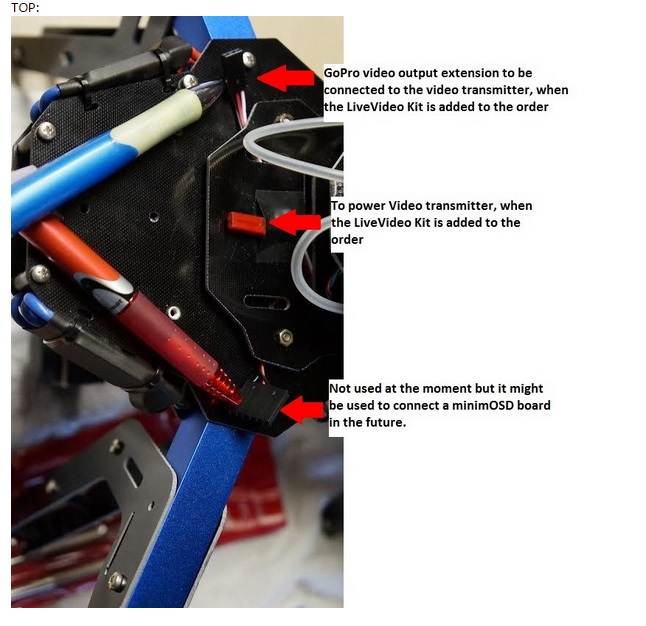 TOP:
GoPro video output extension to be
connected to the video transmitter, when
the LiveVideo Kit is added to the order
To power Video transmitter, when
the LiveVideo Kit is added to the
order
Not used at the moment but it might
be used to connect a minimOSD board
in the future.